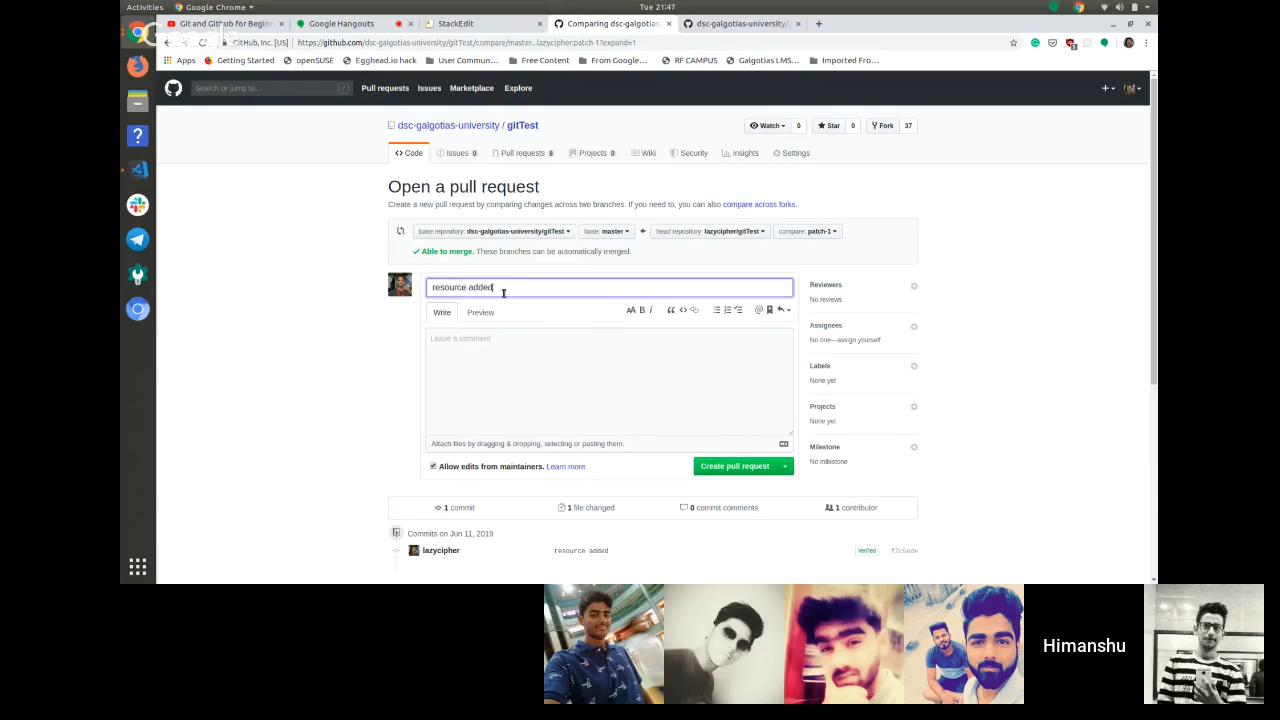 Activities Google Chrome Tue 21:47
Git and Github for Beginn Google Hangouts StackEdit Comparing dsc-galgotias dsc-galgotias-university/
GitHub, Inc. [US] https://github.com/dsc-galgotias-university/gitTest/compare/master...lazycipher:patch-1?expand=1
Apps Getting Started openSUSE Egghead.io hack User Commun... Free Content From Google... RF CAMPUS Galgotias LMS... Imported Fro...
Search or jump to... / Pull requests Issues Marketplace Explore
dsc-galgotias-university / gitTest Watch 0 Star 0 Fork 37
Code Issues 0 Pull requests 8 Projects 0 Wiki Security Insights Settings
Open a pull request
Create a new pull request by comparing changes across two branches. If you need to, you can also compare across forks.
base repository: dsc-galgotias-university/gitTest base: master head repository: lazycipher/gitTest compare: patch-1
Able to merge. These branches can be automatically merged.
resource added
Write Preview
Leave a comment
Attach files by dragging & dropping, selecting or pasting them.
Allow edits from maintainers. Learn more Create pull request
Reviewers
No reviews
Assignees
No one—assign yourself
Labels
None yet
Projects
None yet
Milestone
No milestone
1 commit 1 file changed 0 commit comments 1 contributor
Commits on Jun 11, 2019
lazycipher resource added Verified f2c6ede
Himanshu